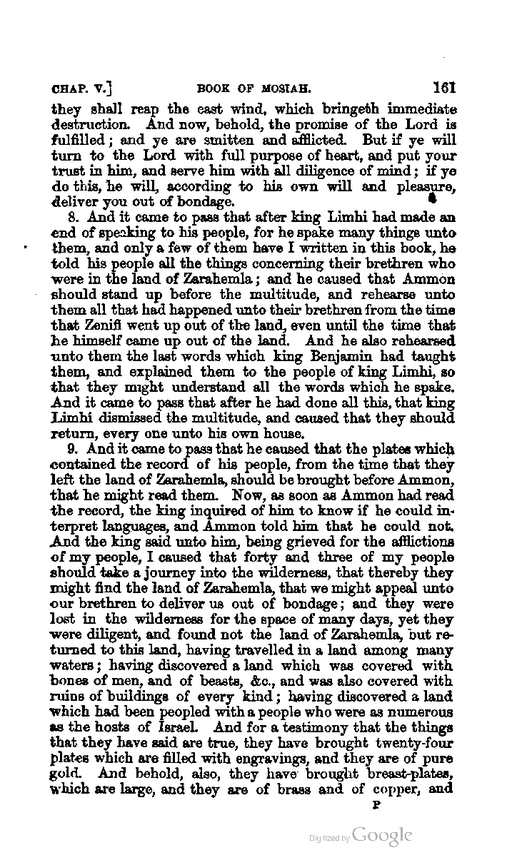 CHAP. V.] BOOK OF MOSIAH. 161
they shall reap the east wind, which bringeth immediate
destruction. And now, behold, the promise of the Lord is
fulfilled; and ye are smitten and afflicted. But if ye will
turn to the Lord with full purpose of heart, and put your
trust in him, and serve him with all diligence of mind; if ye
do this, he will, according to his own will and pleasure,
deliver you out of bondage.
8. And it came to pass that after king Limhi had made an
end of speaking to his people, for he spake many things unto
them, and only a few of them have I written in this book, he
told his people all the things concerning their brethren who
were in the land of Zarahemla; and he caused that Ammon
should stand up before the multitude, and rehearse unto
them all that had happened unto their brethren from the time
that Zeniff went up out of the land, even until the time that
he himself came up out of the land. And he also rehearsed
unto them the last words which king Benjamin had taught
them, and explained them to the people of king Limhi, so
that they might understand all the words which he spake.
And it came to pass that after he had done all this, that king
Limhi dismissed the multitude, and caused that they should
return, every one unto his own house.
9. And it came to pass that he caused that the plates which
contained the record of his people, from the time that they
left the land of Zarahemla, should be brought before Ammon,
that he might read them. Now, as soon as Ammon had read
the record, the king inquired of him to know if he could in-
terpret languages, and Ammon told him that he could not.
And the king said unto him, being grieved for the afflictions
of my people, I caused that forty and three of my people
should take a journey into the wilderness, that thereby they
might find the land of Zarahemla, that we might appeal unto
our brethren to deliver us out of bondage; and they were
lost in the wilderness for the space of many days, yet they
were diligent, and found not the land of Zarahemla, but re-
turned to this land, having travelled in a land among many
waters; having discovered a land which was covered with
bones of men, and of beasts, &c., and was also covered with
ruins of buildings of every kind; having discovered a land
which had been peopled with a people who were as numerous
as the hosts of Israel. And for a testimony that the things
that they have said are true, they have brought twenty-four
plates which are filled with engravings, and they are of pure
gold. And behold, also, they have brought breast-plates,
which are large, and they are of brass and of copper, and
P
Digitized by Google